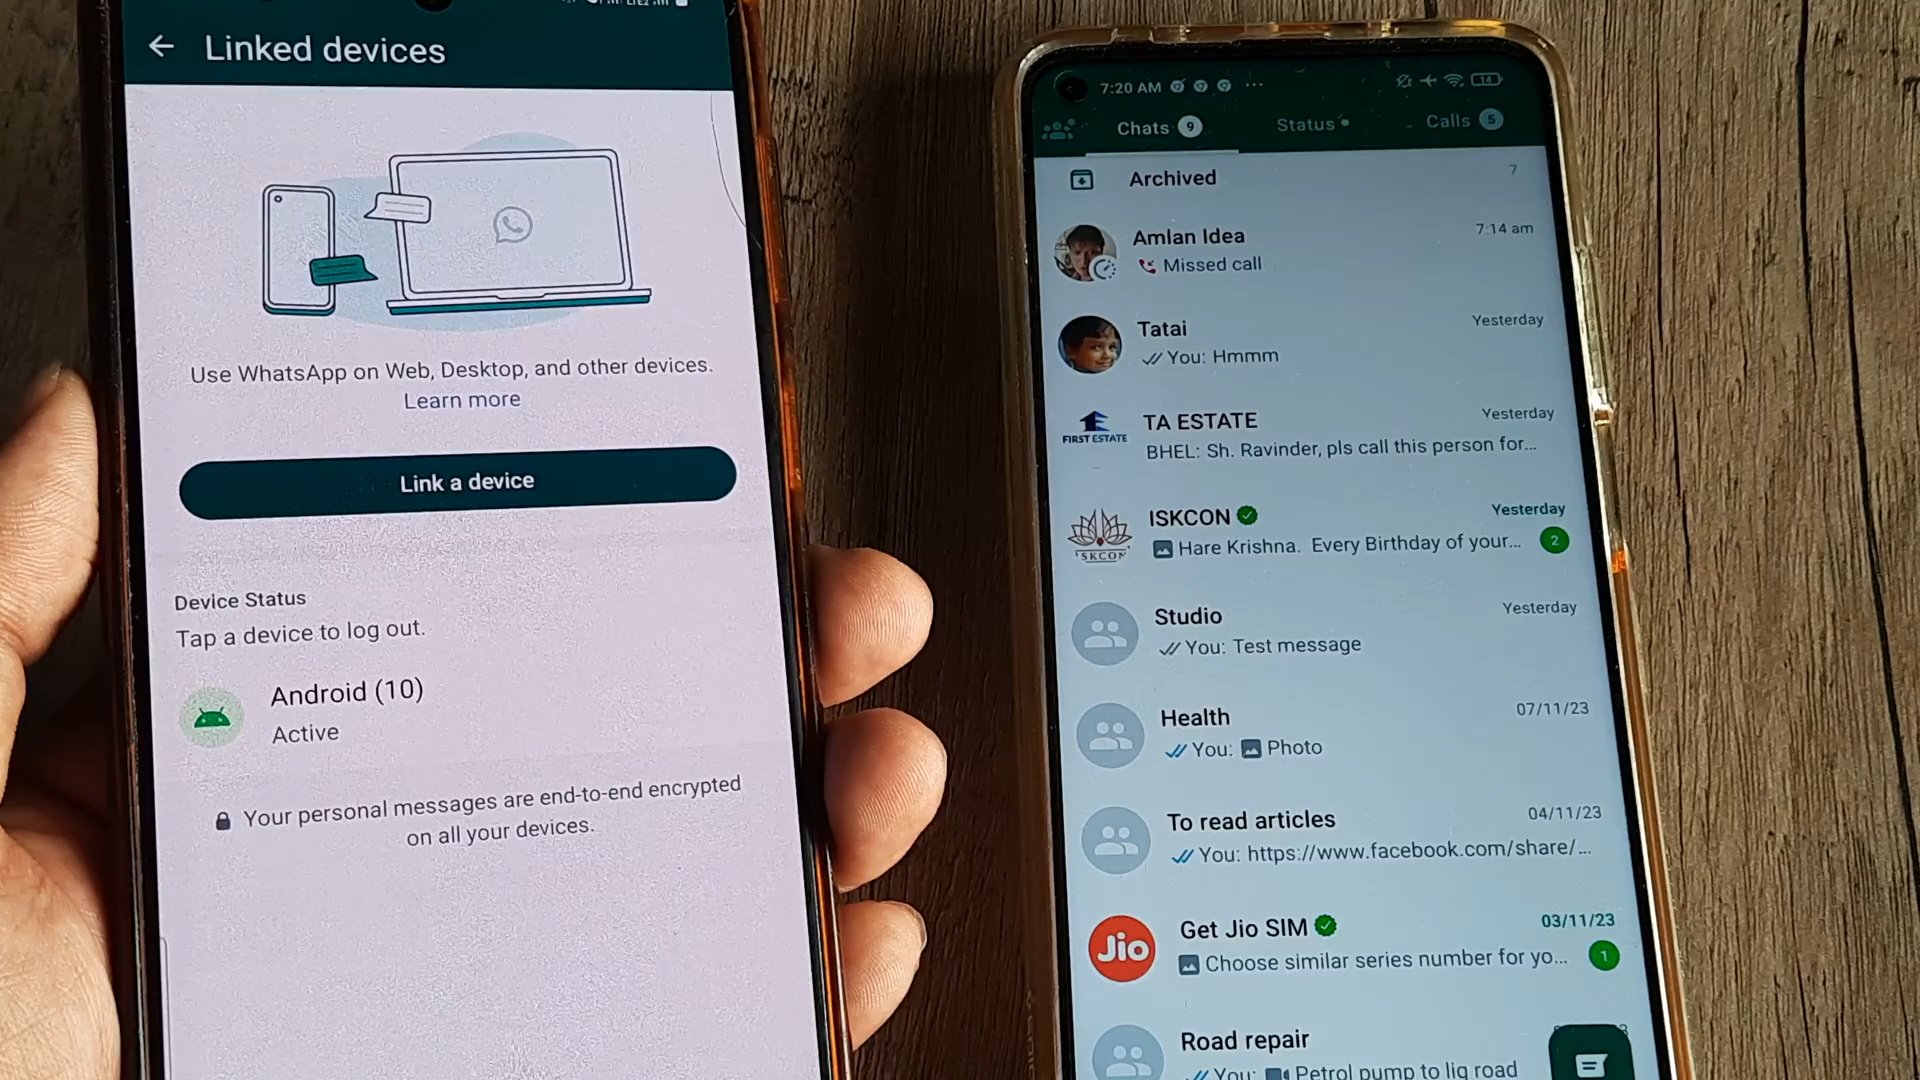 Linked devices
Use WhatsApp on Web, Desktop, and other devices.
Learn more
Link a device
Device Status
Tap a device to log out.
Android (10)
Active
Your personal messages are end-to-end encrypted
on all your devices.
7:20 AM 14
Chats 9 Status Calls 5
Archived 7
Amlan Idea 7:14 am
Missed call
Tatai Yesterday
You: Hmmm
FIRST ESTATE
TA ESTATE Yesterday
BHEL: Sh. Ravinder, pls call this person for...
ISKCON
ISKCON Yesterday
Hare Krishna. Every Birthday of your... 2
Studio Yesterday
You: Test message
Health 07/11/23
You: Photo
To read articles 04/11/23
You: https://www.facebook.com/share/...
Jio
Get Jio SIM 03/11/23
Choose similar series number for yo... 1
Road repair
You: Petrol pump to lig road